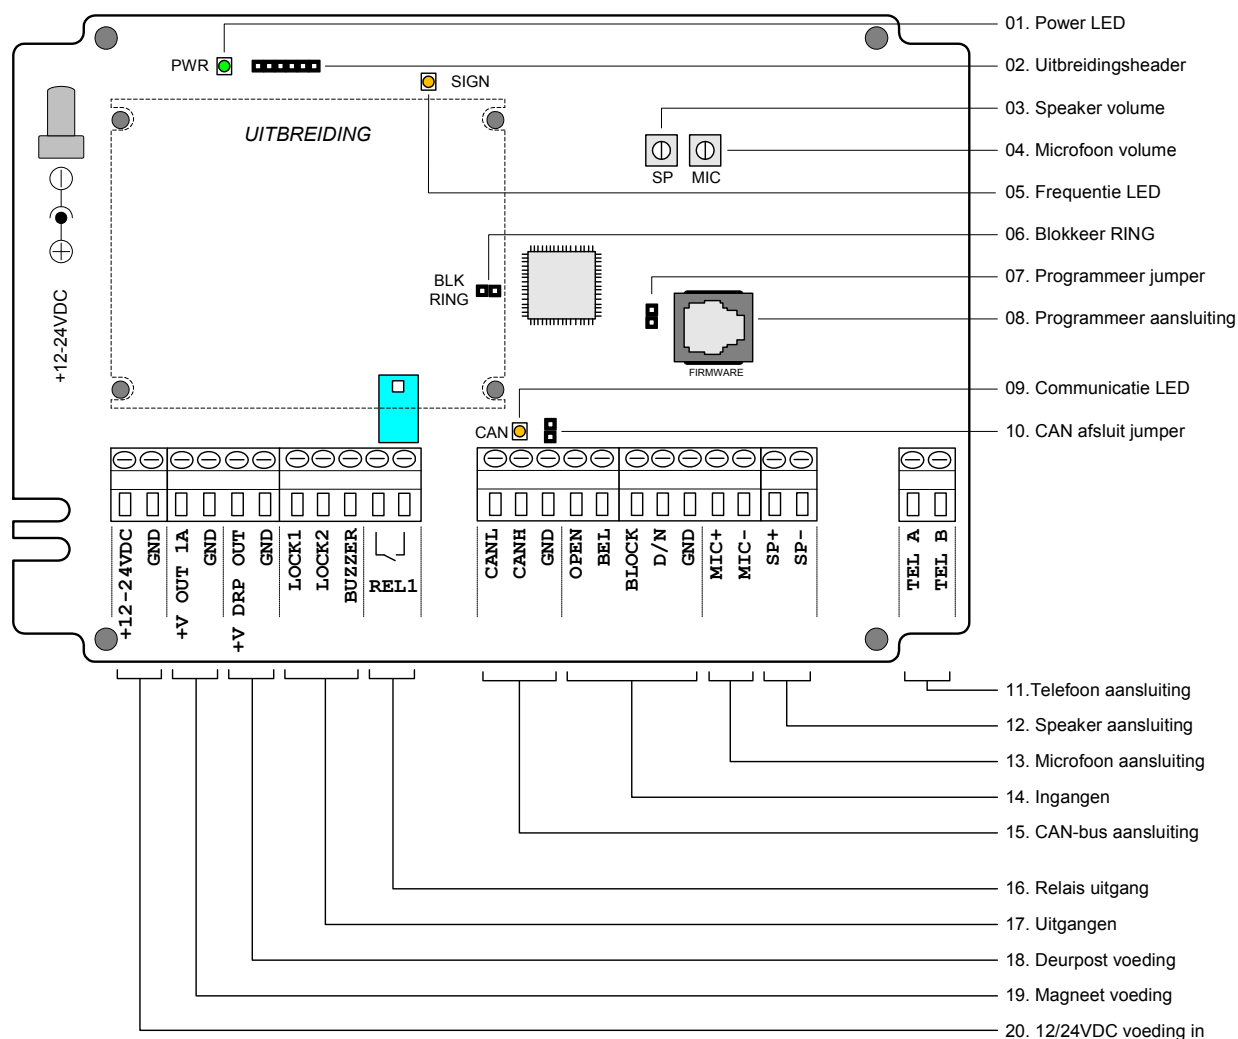 01. Power LED
PWR
02. Uitbreidingsheader
SIGN
03. Speaker volume
UITBREIDING
04. Microfoon volume
SP MIC
05. Frequentie LED
06. Blokkeer RING
BLK
RING
07. Programmeer jumper
+12-24VDC
08. Programmeer aansluiting
FIRMWARE
09. Communicatie LED
CAN
10. CAN afsluit jumper
+12-24VDC
GND
+V OUT 1A
GND
+V DRP OUT
GND
LOCK1
LOCK2
BUZZER
REL1
CANL
CANH
GND
OPEN
BEL
BLOCK
D/N
GND
MIC+
MIC-
SP+
SP-
TEL A
TEL B
11.Telefoon aansluiting
12. Speaker aansluiting
13. Microfoon aansluiting
14. Ingangen
15. CAN-bus aansluiting
16. Relais uitgang
17. Uitgangen
18. Deurpost voeding
19. Magneet voeding
20. 12/24VDC voeding in